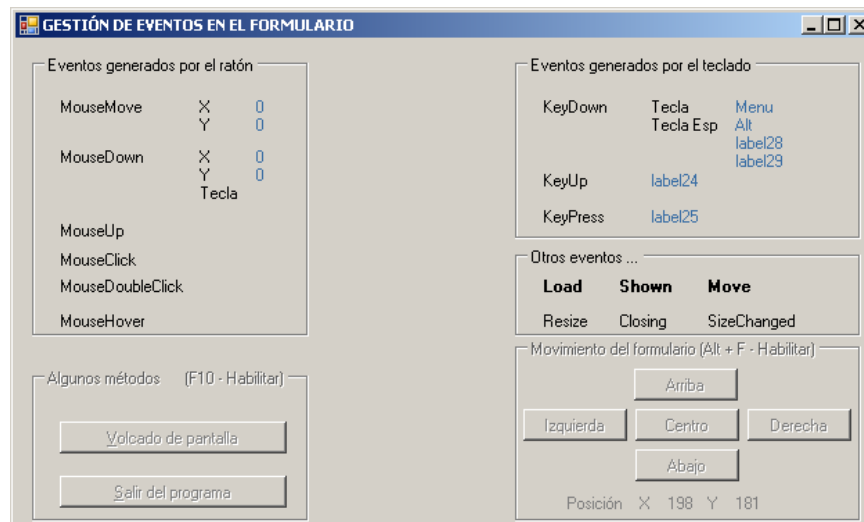 GESTIÓN DE EVENTOS EN EL FORMULARIO
Eventos generados por el ratón
MouseMove X 0
Y 0
MouseDown X 0
Y 0
Tecla
MouseUp
MouseClick
MouseDoubleClick
MouseHover
Algunos métodos (F10 - Habilitar)
Volcado de pantalla
Salir del programa
Eventos generados por el teclado
KeyDown Tecla Menu
Tecla Esp Alt
label28
label29
KeyUp label24
KeyPress label25
Otros eventos ...
Load Shown Move
Resize Closing SizeChanged
Movimiento del formulario (Alt + F - Habilitar)
Arriba
Izquierda Centro Derecha
Abajo
Posición X 198 Y 181